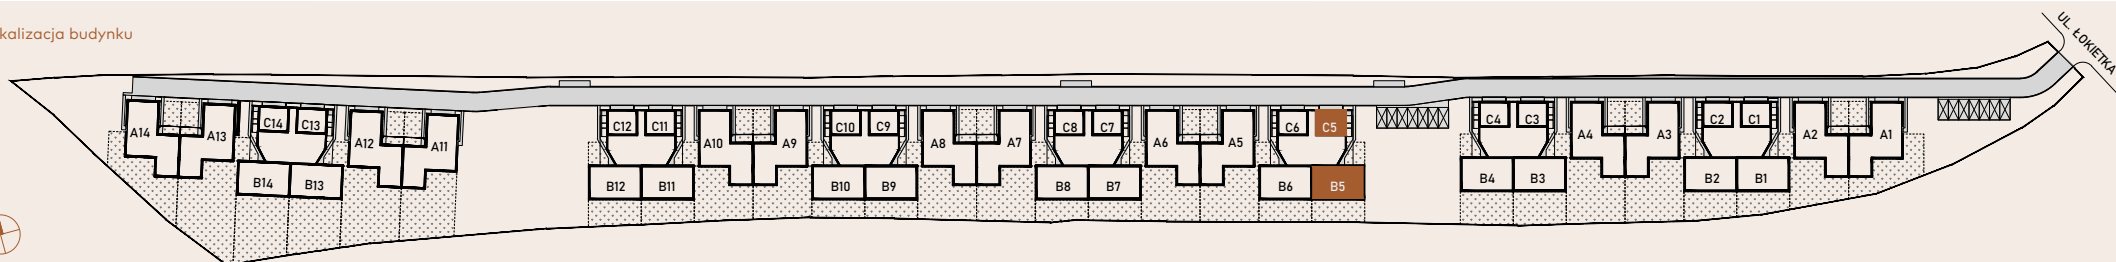 kalizacja budynku
UL. ŁOKIETKA
A14 A13 C14 C13 A12 A11 C12 C11 A10 A9 C10 C9 A8 A7 C8 C7 A6 A5 C6 C5 C4 C3 A4 A3 C2 C1 A2 A1
B14 B13 B12 B11 B10 B9 B8 B7 B6 B5 B4 B3 B2 B1